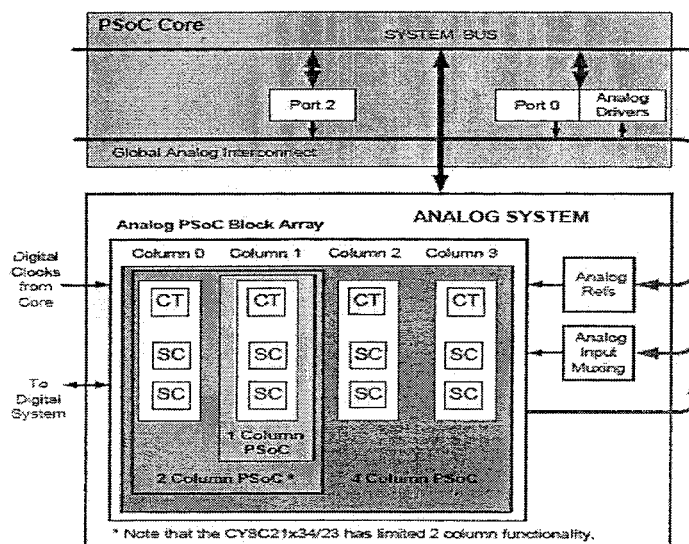 PSoC Core
SYSTEM BUS
Port 2
Port 0
Analog
Drivers
Global Analog Interconnect
ANALOG SYSTEM
Analog PSoC Block Array
Column 0
Column 1
Column 2
Column 3
Digital
Clocks
from
Core
CT
CT
CT
CT
Analog
Refs
SC
SC
SC
SC
Analog
Input
Muxing
To
Digital
System
SC
SC
SC
SC
1 Column
PSoC
2 Column PSoC *
4 Column PSoC
* Note that the CY8C21x34/23 has limited 2 column functionality.